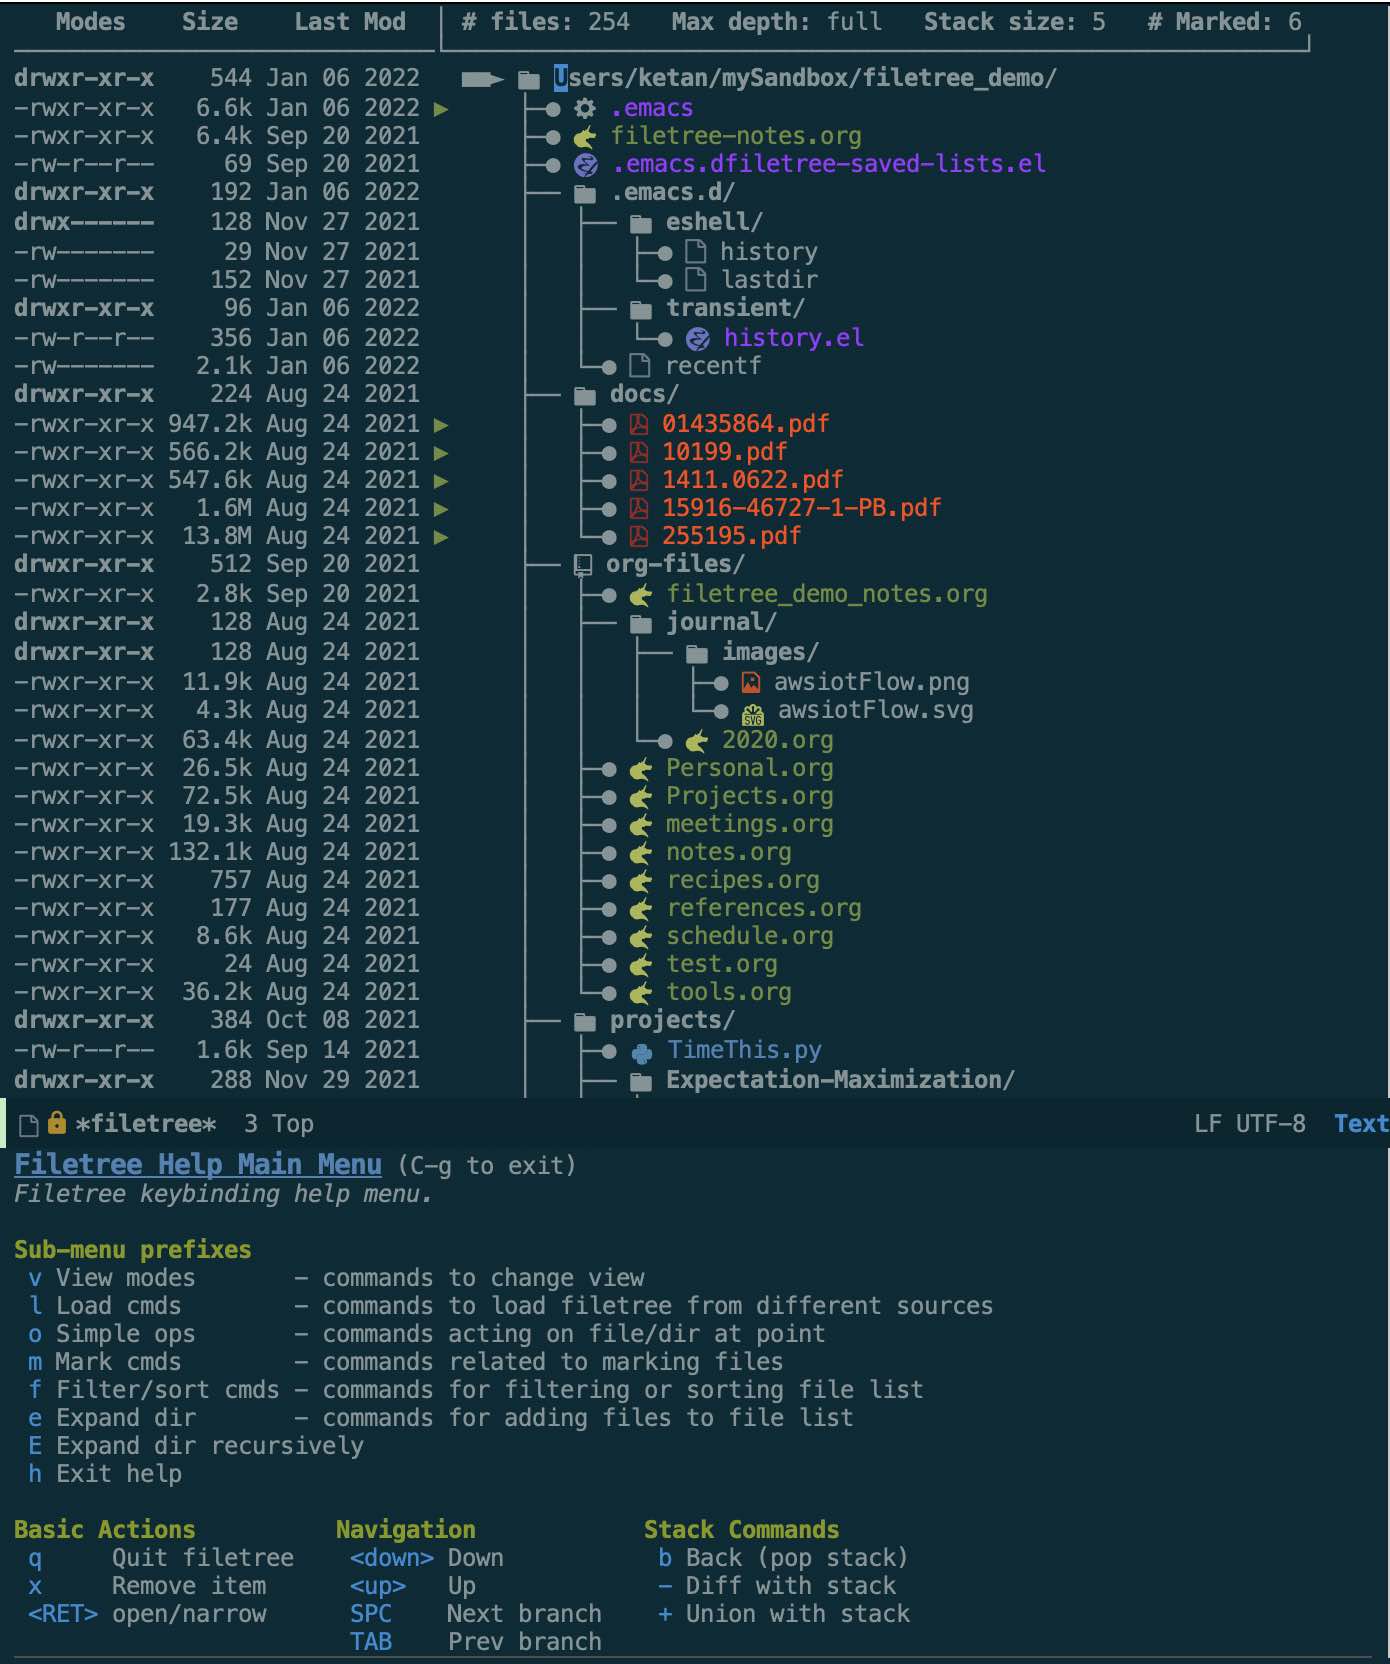 Modes Size Last Mod # files: 254 Max depth: full Stack size: 5 # Marked: 6
drwxr-xr-x 544 Jan 06 2022 Users/ketan/mySandbox/filetree_demo/
-rwxr-xr-x 6.6k Jan 06 2022 .emacs
-rwxr-xr-x 6.4k Sep 20 2021 filetree-notes.org
-rw-r--r-- 69 Sep 20 2021 .emacs.dfiletree-saved-lists.el
drwxr-xr-x 192 Jan 06 2022 .emacs.d/
drwx------ 128 Nov 27 2021 eshell/
-rw------- 29 Nov 27 2021 history
-rw------- 152 Nov 27 2021 lastdir
drwxr-xr-x 96 Jan 06 2022 transient/
-rw-r--r-- 356 Jan 06 2022 history.el
-rw------- 2.1k Jan 06 2022 recentf
drwxr-xr-x 224 Aug 24 2021 docs/
-rwxr-xr-x 947.2k Aug 24 2021 01435864.pdf
-rwxr-xr-x 566.2k Aug 24 2021 10199.pdf
-rwxr-xr-x 547.6k Aug 24 2021 1411.0622.pdf
-rwxr-xr-x 1.6M Aug 24 2021 15916-46727-1-PB.pdf
-rwxr-xr-x 13.8M Aug 24 2021 255195.pdf
drwxr-xr-x 512 Sep 20 2021 org-files/
-rwxr-xr-x 2.8k Sep 20 2021 filetree_demo_notes.org
drwxr-xr-x 128 Aug 24 2021 journal/
drwxr-xr-x 128 Aug 24 2021 images/
-rwxr-xr-x 11.9k Aug 24 2021 awsiotFlow.png
-rwxr-xr-x 4.3k Aug 24 2021 SVG awsiotFlow.svg
-rwxr-xr-x 63.4k Aug 24 2021 2020.org
-rwxr-xr-x 26.5k Aug 24 2021 Personal.org
-rwxr-xr-x 72.5k Aug 24 2021 Projects.org
-rwxr-xr-x 19.3k Aug 24 2021 meetings.org
-rwxr-xr-x 132.1k Aug 24 2021 notes.org
-rwxr-xr-x 757 Aug 24 2021 recipes.org
-rwxr-xr-x 177 Aug 24 2021 references.org
-rwxr-xr-x 8.6k Aug 24 2021 schedule.org
-rwxr-xr-x 24 Aug 24 2021 test.org
-rwxr-xr-x 36.2k Aug 24 2021 tools.org
drwxr-xr-x 384 Oct 08 2021 projects/
-rw-r--r-- 1.6k Sep 14 2021 TimeThis.py
drwxr-xr-x 288 Nov 29 2021 Expectation-Maximization/
*filetree* 3 Top LF UTF-8 Text
Filetree Help Main Menu (C-g to exit)
Filetree keybinding help menu.
Sub-menu prefixes
v View modes - commands to change view
l Load cmds - commands to load filetree from different sources
o Simple ops - commands acting on file/dir at point
m Mark cmds - commands related to marking files
f Filter/sort cmds - commands for filtering or sorting file list
e Expand dir - commands for adding files to file list
E Expand dir recursively
h Exit help
Basic Actions Navigation Stack Commands
q Quit filetree <down> Down b Back (pop stack)
x Remove item <up> Up - Diff with stack
<RET> open/narrow SPC Next branch + Union with stack
TAB Prev branch